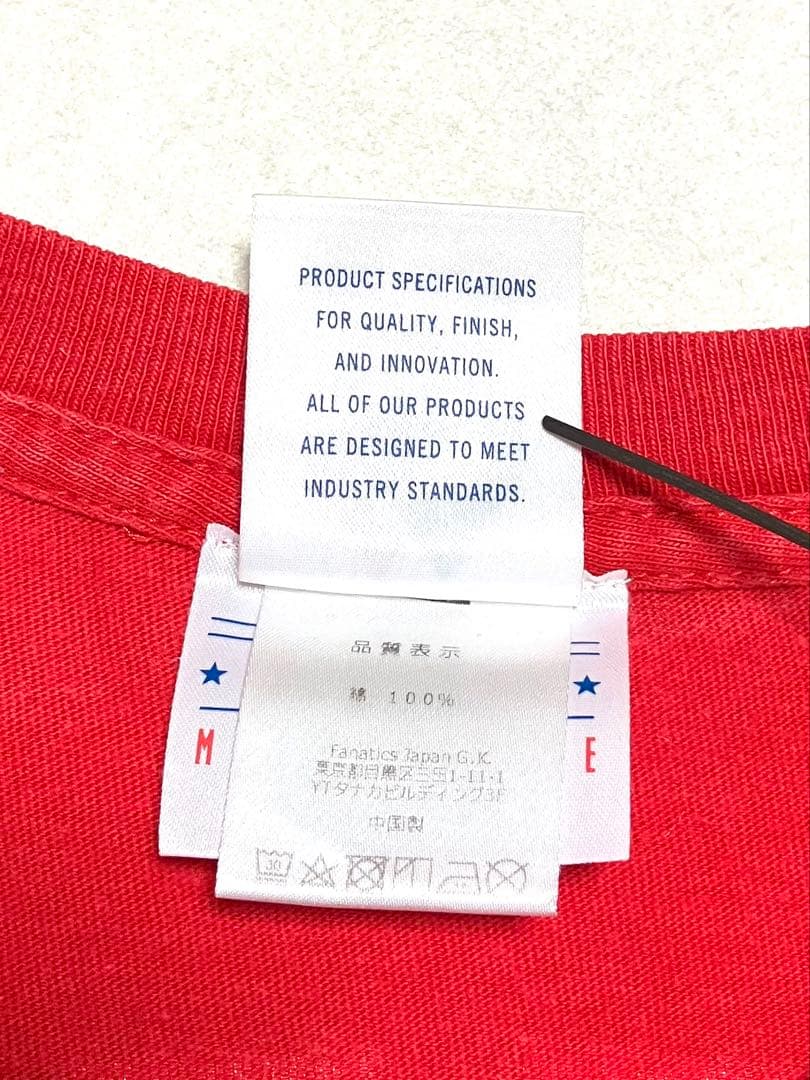 PRODUCT SPECIFICATIONS
FOR QUALITY, FINISH,
AND INNOVATION.
ALL OF OUR PRODUCTS
ARE DESIGNED TO MEET
INDUSTRY STANDARDS.
品質表示
綿 100%
Fanatics Japan G.K.
東京都目黒区三田1-11-1
YTタナカビルディング3F
中国製
30
M
E